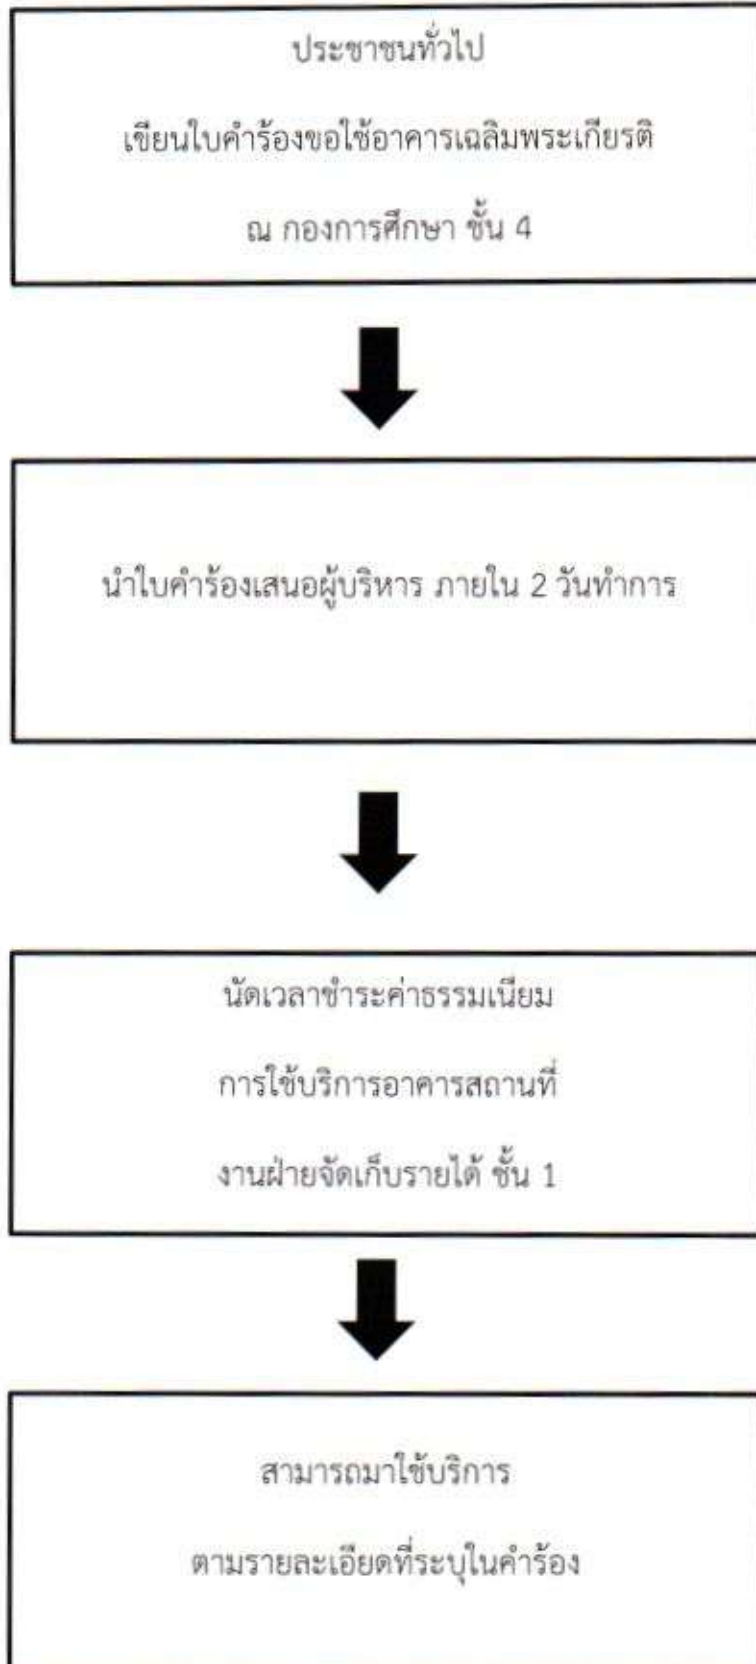 ประชาชนทั่วไป
เขียนใบคำร้องขอใช้อาคารเฉลิมพระเกียรติ
ณ กองการศึกษา ชั้น 4
นำใบคำร้องเสนอผู้บริหาร ภายใน 2 วันทำการ
นัดเวลาชำระค่าธรรมเนียม
การใช้บริการอาคารสถานที่
งานฝ่ายจัดเก็บรายได้ ชั้น 1
สามารถมาใช้บริการ
ตามรายละเอียดที่ระบุในคำร้อง